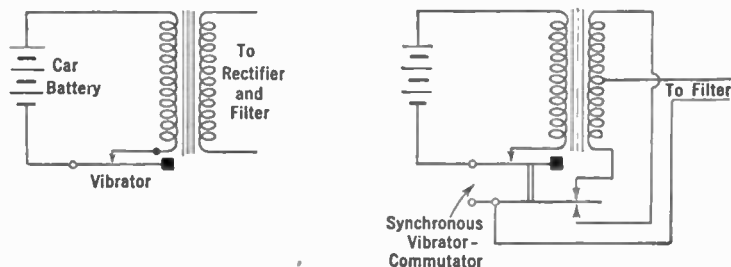 Car
Battery
To
Rectifier
and
Filter
Vibrator
To Filter
Synchronous
Vibrator-
Commutator